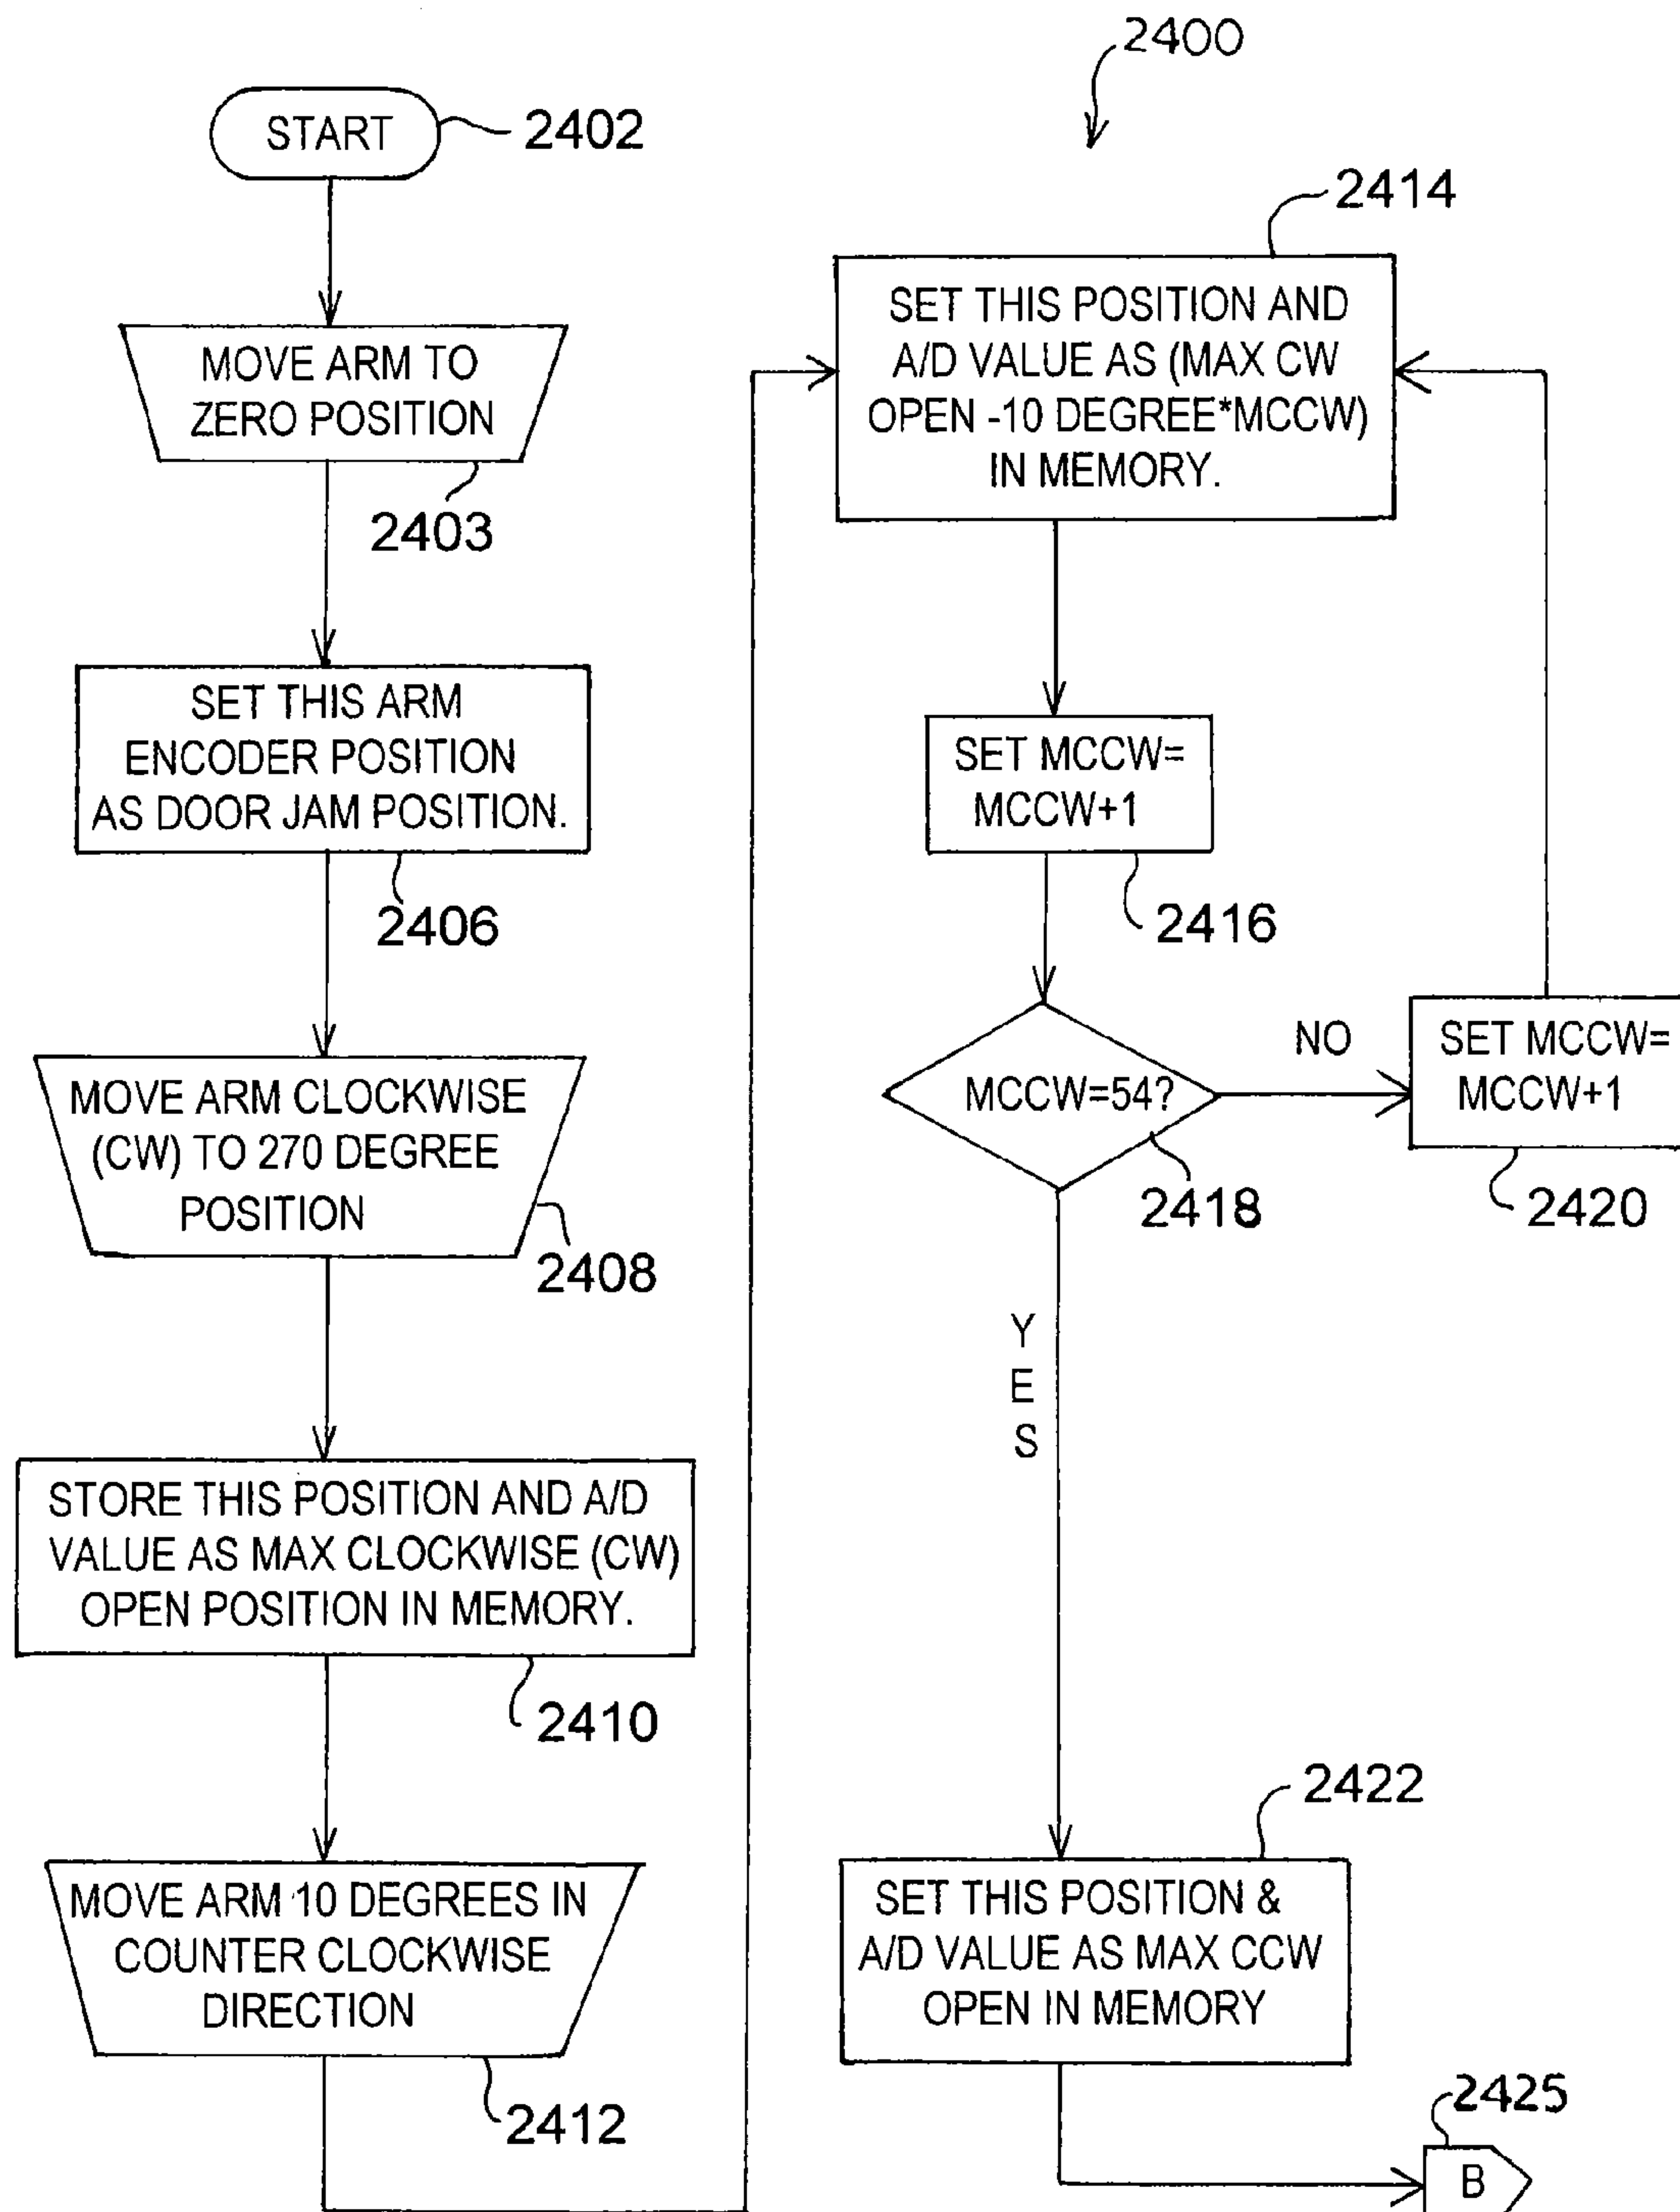 2400
START
2402
MOVE ARM TO
ZERO POSITION
2403
SET THIS ARM
ENCODER POSITION
AS DOOR JAM POSITION.
2406
MOVE ARM CLOCKWISE
(CW) TO 270 DEGREE
POSITION
2408
STORE THIS POSITION AND A/D
VALUE AS MAX CLOCKWISE (CW)
OPEN POSITION IN MEMORY.
2410
MOVE ARM 10 DEGREES IN
COUNTER CLOCKWISE
DIRECTION
2412
2414
SET THIS POSITION AND
A/D VALUE AS (MAX CW
OPEN -10 DEGREE*MCCW)
IN MEMORY.
SET MCCW=
MCCW+1
2416
MCCW=54?
2418
NO
SET MCCW=
MCCW+1
2420
Y
E
S
2422
SET THIS POSITION &
A/D VALUE AS MAX CCW
OPEN IN MEMORY
2425
B